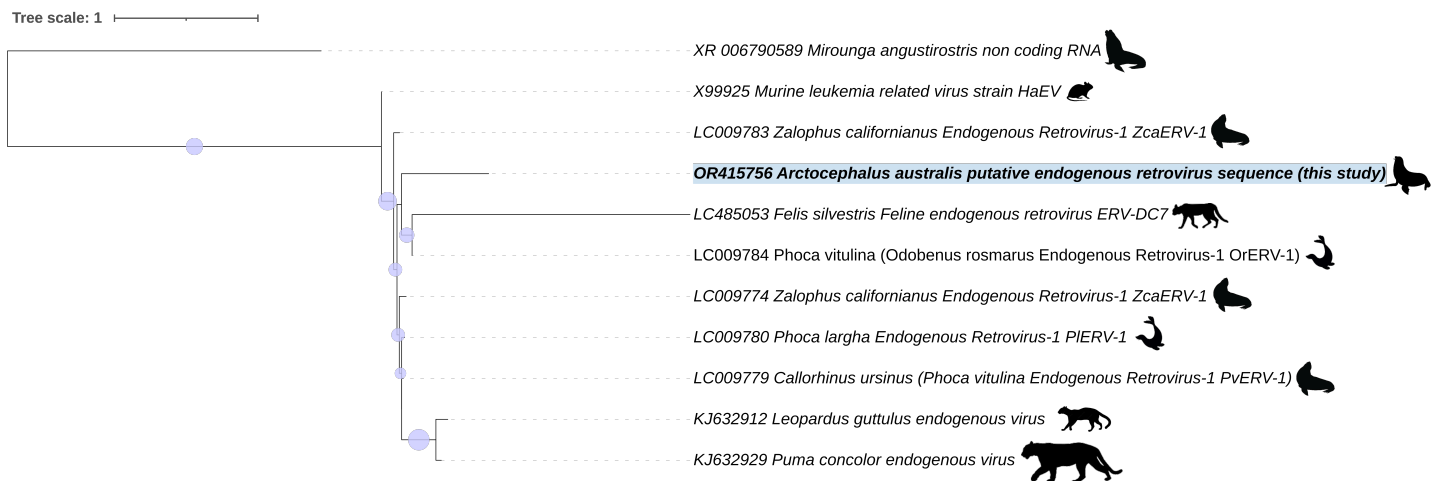 Tree scale: 1
XR 006790589 Mirounga angustirostris non coding RNA
X99925 Murine leukemia related virus strain HaEV
LC009783 Zalophus californianus Endogenous Retrovirus-1 ZcaERV-1
OR415756 Arctocephalus australis putative endogenous retrovirus sequence (this study)
LC485053 Felis silvestris Feline endogenous retrovirus ERV-DC7
LC009784 Phoca vitulina (Odobenus rosmarus Endogenous Retrovirus-1 OrERV-1)
LC009774 Zalophus californianus Endogenous Retrovirus-1 ZcaERV-1
LC009780 Phoca largha Endogenous Retrovirus-1 PlERV-1
LC009779 Callorhinus ursinus (Phoca vitulina Endogenous Retrovirus-1 PvERV-1)
KJ632912 Leopardus guttulus endogenous virus
KJ632929 Puma concolor endogenous virus